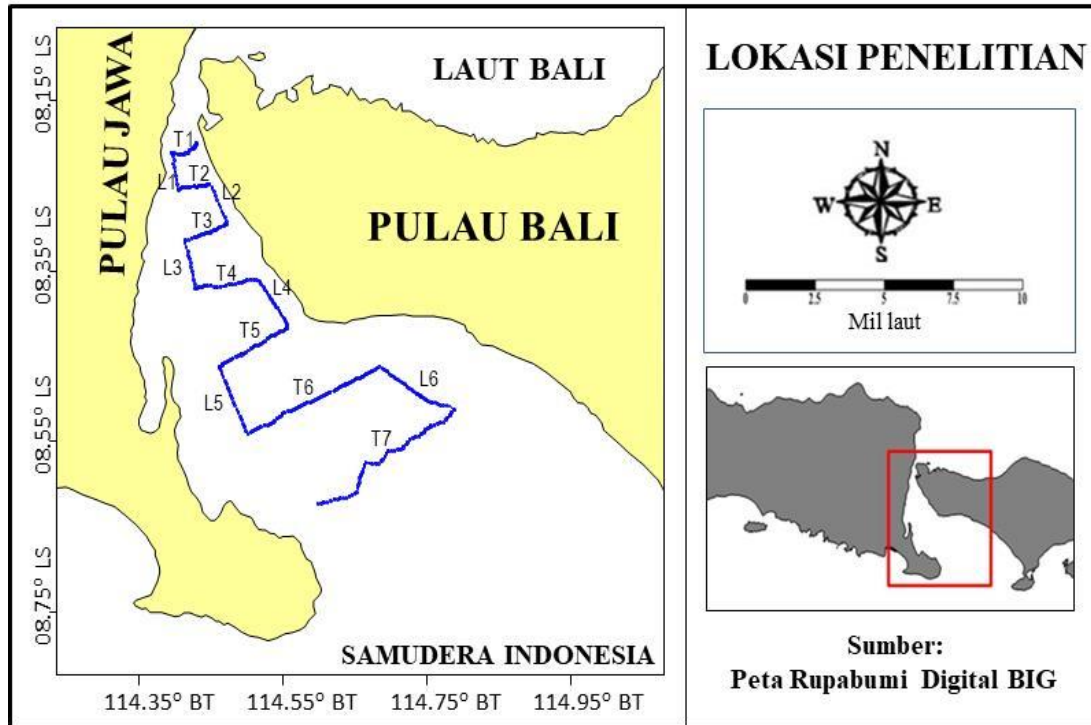 08.15° LS
08.35° LS
08.55° LS
08.75° LS
114.35° BT
114.55° BT
114.75° BT
114.95° BT
PULAU JAWA
LAUT BALI
PULAU BALI
SAMUDERA INDONESIA
T1
L1
T2
L2
T3
L3
T4
L4
T5
L5
T6
L6
T7
LOKASI PENELITIAN
N
W
E
S
0 2.5 5 7.5 10
Mil laut
Sumber:
Peta Rupabumi Digital BIG